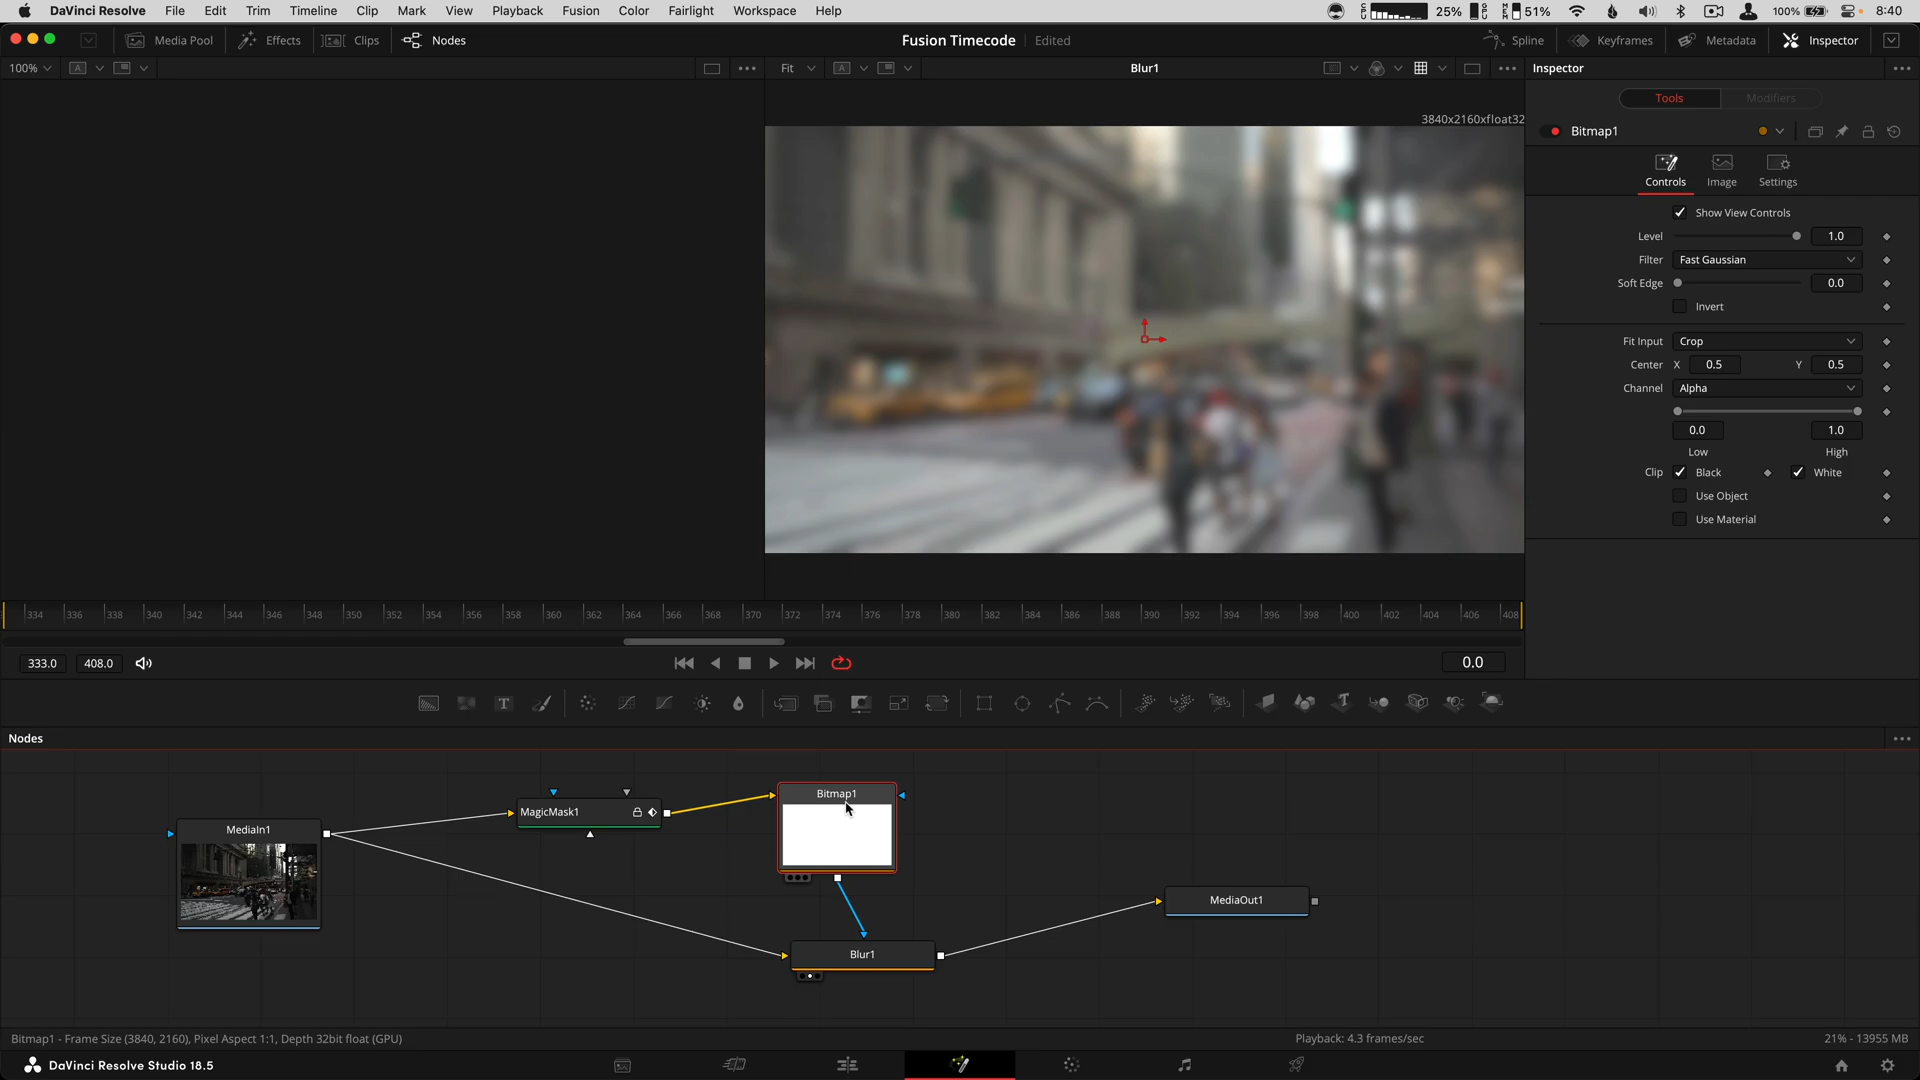 DaVinci Resolve File Edit Trim Timeline Clip Mark View Playback Fusion Color Fairlight Workspace Help 25% 51% 100% 8:40
Media Pool Effects Clips Nodes Fusion Timecode Edited Spline Keyframes Metadata Inspector
100% A Fit A Blur1 Inspector
Tools Modifiers
3840x2160xfloat32
Bitmap1
Controls Image Settings
Show View Controls
Level 1.0
Filter Fast Gaussian
Soft Edge 0.0
Invert
Fit Input Crop
Center X 0.5 Y 0.5
Channel Alpha
0.0 1.0
Low High
Clip Black White
Use Object
Use Material
334 336 338 340 342 344 346 348 350 352 354 356 358 360 362 364 366 368 370 372 374 376 378 380 382 384 386 388 390 392 394 396 398 400 402 404 406 408
333.0 408.0 0.0
Nodes
Bitmap1
MagicMask1
MediaIn1
MediaOut1
Blur1
Bitmap1 - Frame Size (3840, 2160), Pixel Aspect 1:1, Depth 32bit float (GPU) Playback: 4.3 frames/sec 21% - 13955 MB
DaVinci Resolve Studio 18.5